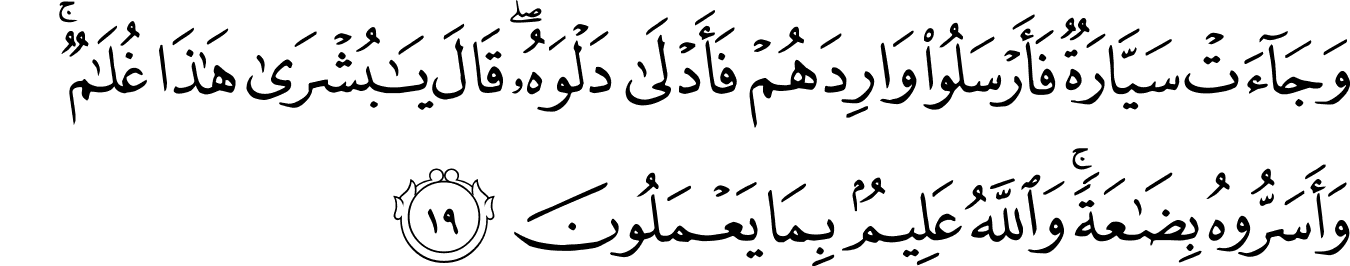 وَجَآءَتۡ سَيَّارَةٞ فَأَرۡسَلُواْ وَارِدَهُمۡ فَأَدۡلَىٰ دَلۡوَهُۥۖ قَالَ يَٰبُشۡرَىٰ هَٰذَا غُلَٰمٞۚ
وَأَسَرُّوهُ بِضَٰعَةٗۚ وَٱللَّهُ عَلِيمُۢ بِمَا يَعۡمَلُونَ ١٩